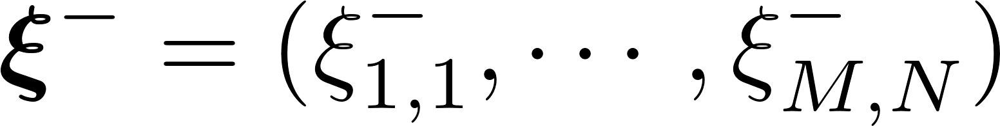 𝝃⁻ = (ξ⁻_{1,1}, ⋯ , ξ⁻_{M,N})